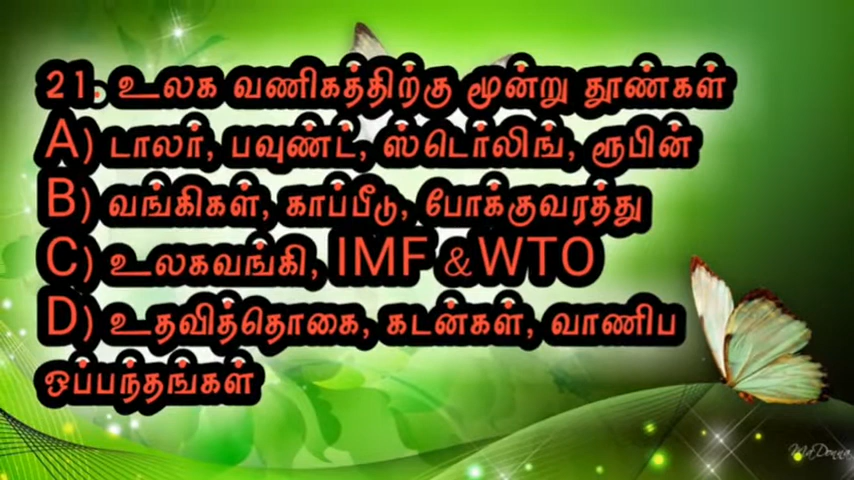 21. உலக வணிகத்திற்கு மூன்று தூண்கள்
A) டாலர், பவுண்ட், ஸ்டெர்லிங், ரூபின்
B) வங்கிகள், காப்பீடு, போக்குவரத்து
C) உலகவங்கி, IMF & WTO
D) உதவித்தொகை, கடன்கள், வாணிப
ஒப்பந்தங்கள்
MaDonna